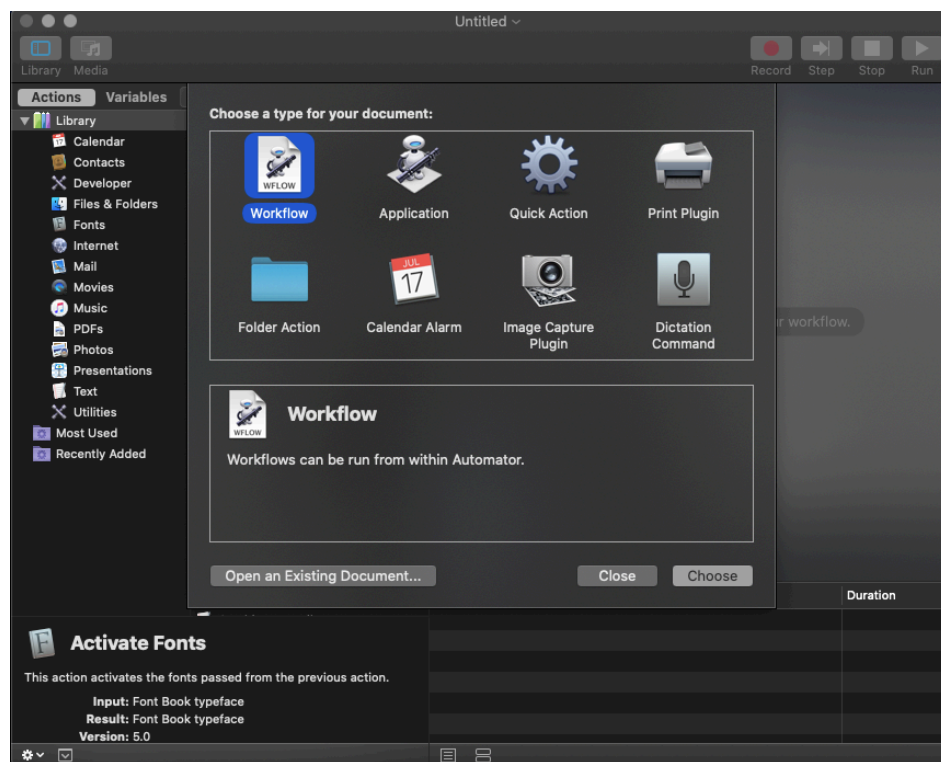 Untitled
Library Media
Record Step Stop Run
Actions Variables
Library
Calendar
Contacts
Developer
Files & Folders
Fonts
Internet
Mail
Movies
Music
PDFs
Photos
Presentations
Text
Utilities
Most Used
Recently Added
Choose a type for your document:
WFLOW
Workflow
Application
Quick Action
Print Plugin
Folder Action
JUL
17
Calendar Alarm
Image Capture
Plugin
Dictation
Command
workflow.
WFLOW
Workflow
Workflows can be run from within Automator.
Open an Existing Document...
Close
Choose
Duration
Activate Fonts
This action activates the fonts passed from the previous action.
Input: Font Book typeface
Result: Font Book typeface
Version: 5.0